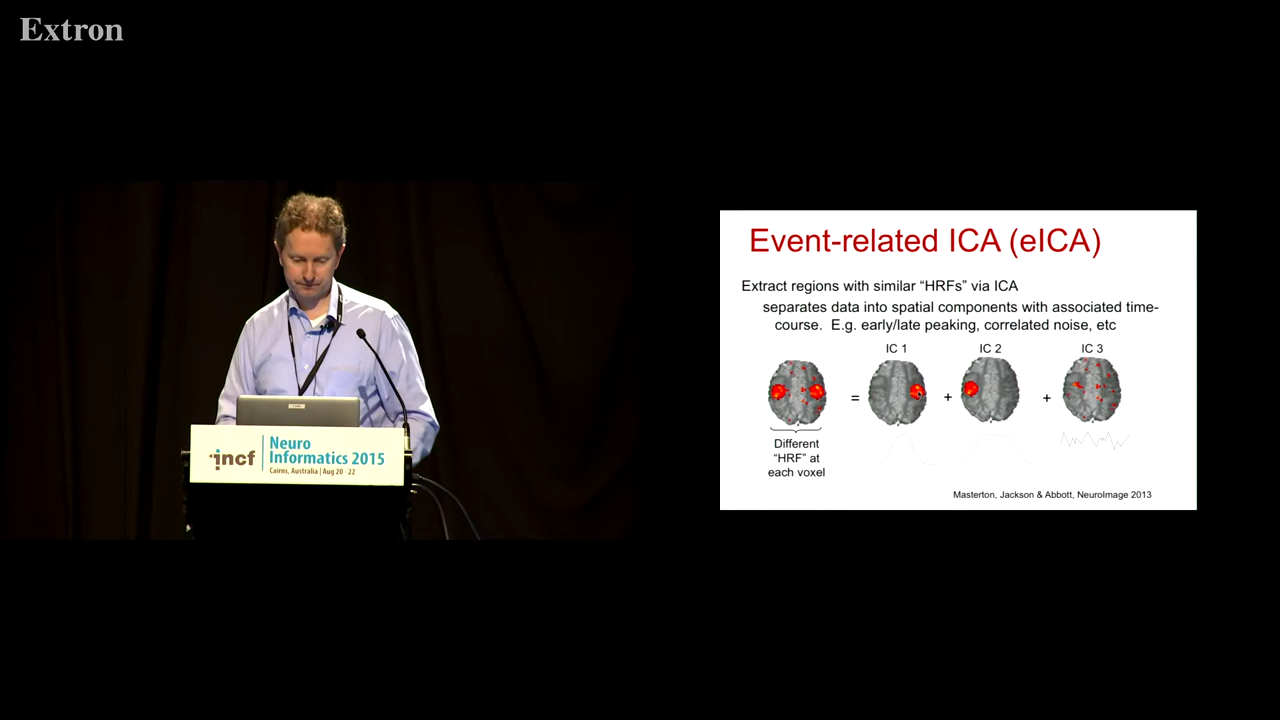 Extron
incf
Neuro
Informatics 2015
Cairns, Australia | Aug 20 - 22
Event-related ICA (eICA)
Extract regions with similar “HRFs” via ICA
separates data into spatial components with associated time-
course. E.g. early/late peaking, correlated noise, etc
IC 1
IC 2
IC 3
=
+
+
Different
“HRF” at
each voxel
Masterton, Jackson & Abbott, NeuroImage 2013